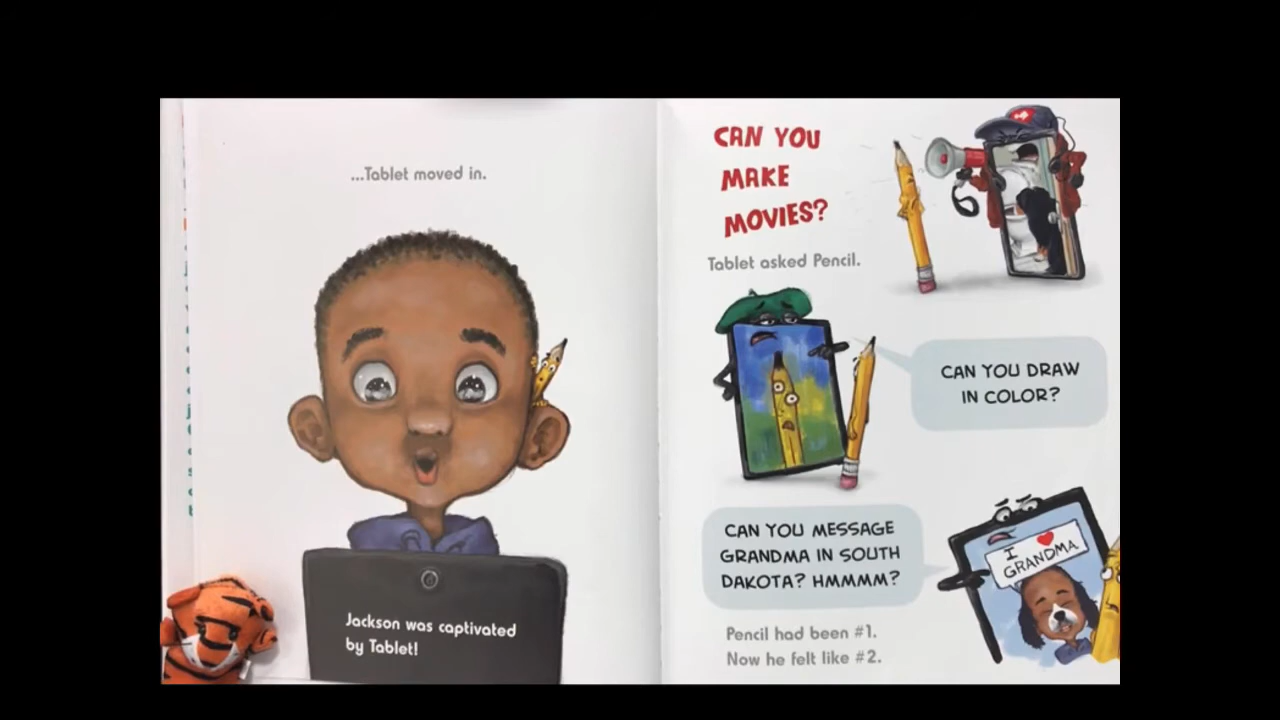 ...Tablet moved in.
Jackson was captivated
by Tablet!
CAN YOU
MAKE
MOVIES?
Tablet asked Pencil.
CAN YOU DRAW
IN COLOR?
CAN YOU MESSAGE
GRANDMA IN SOUTH
DAKOTA? HMMMM?
I ❤
GRANDMA
Pencil had been #1.
Now he felt like #2.